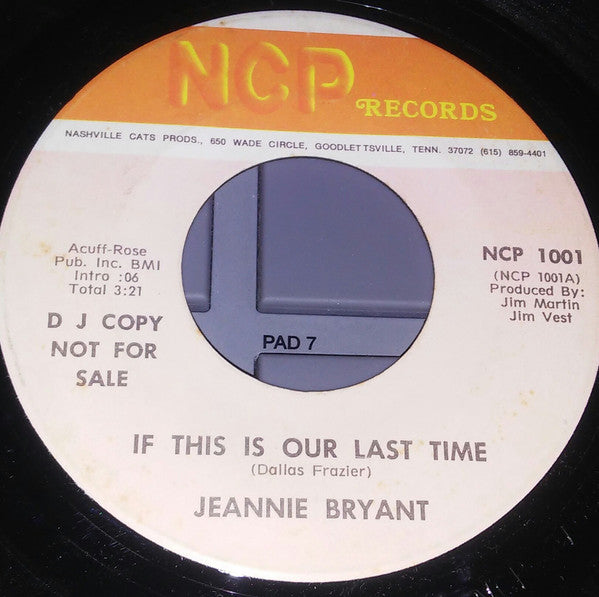 NCP RECORDS
NASHVILLE CATS PRODS., 650 WADE CIRCLE, GOODLETTSVILLE, TENN. 37072 (615) 859-4401
Acuff-Rose
Pub. Inc. BMI
Intro :06
Total 3:21
D J COPY
NOT FOR
SALE
NCP 1001
(NCP 1001A)
Produced By:
Jim Martin
Jim Vest
PAD 7
IF THIS IS OUR LAST TIME
(Dallas Frazier)
JEANNIE BRYANT